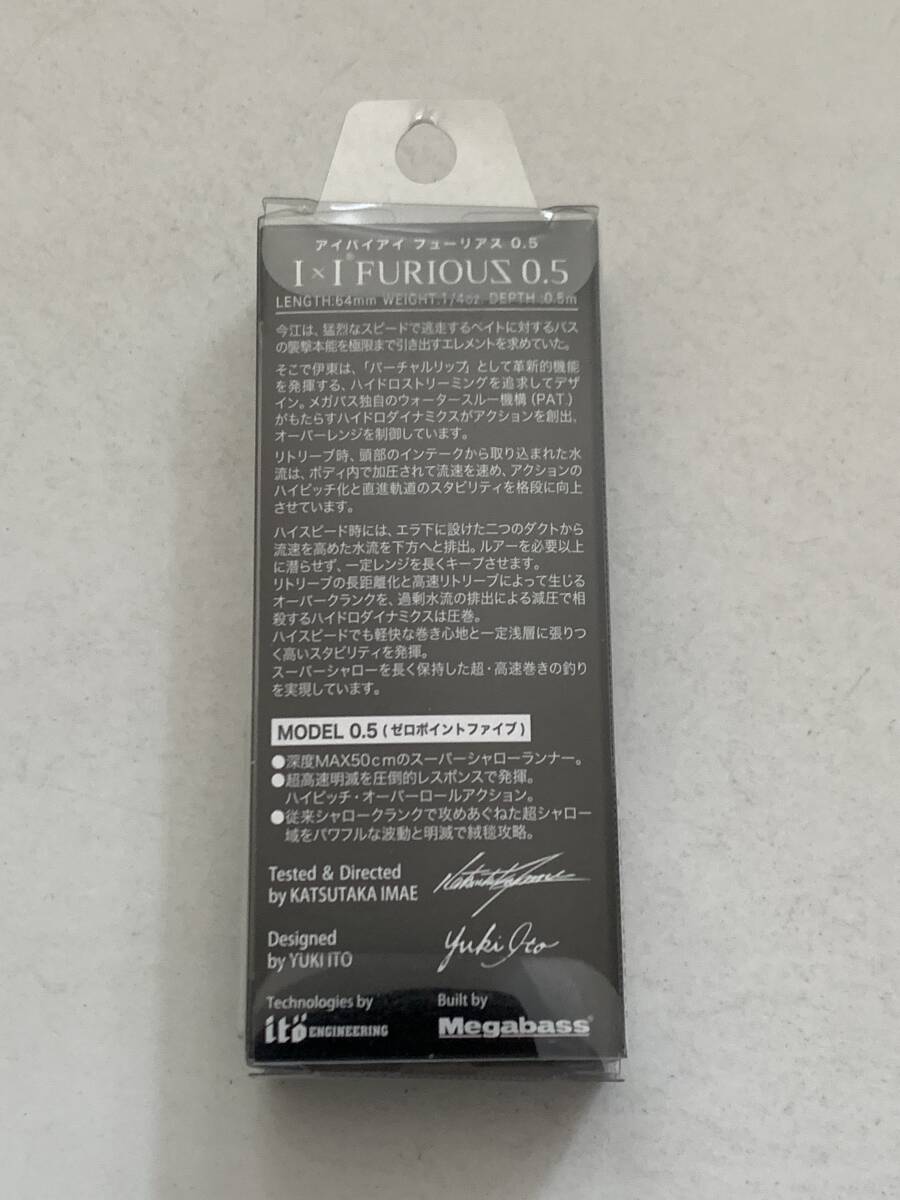 アイバイアイ フューリアス 0.5
I×I® FURIOUS 0.5
LENGTH:64mm WEIGHT:1/4oz. DEPTH :0.5m
今江は、猛烈なスピードで逃走するベイトに対するバス
の襲撃本能を極限まで引き出すエレメントを求めていた。
そこで伊東は、「バーチャルリップ」として革新的機能
を発揮する、ハイドロストリーミングを追求してデザ
イン。メガバス独自のウォータースルー機構(PAT.)
がもたらすハイドロダイナミクスがアクションを創出、
オーバーレンジを制御しています。
リトリーブ時、頭部のインテークから取り込まれた水
流は、ボディ内で加圧されて流速を速め、アクションの
ハイピッチ化と直進軌道のスタビリティを格段に向上
させています。
ハイスピード時には、エラ下に設けた二つのダクトから
流速を高めた水流を下方へと排出。ルアーを必要以上
に潜らせず、一定レンジを長くキープさせます。
リトリーブの長距離化と高速リトリーブによって生じる
オーバークランクを、過剰水流の排出による減圧で相
殺するハイドロダイナミクスは圧巻。
ハイスピードでも軽快な巻き心地と一定浅層に張りつ
く高いスタビリティを発揮。
スーパーシャローを長く保持した超・高速巻きの釣り
を実現しています。
MODEL 0.5 (ゼロポイントファイブ)
●深度MAX50cmのスーパーシャローランナー。
●超高速明滅を圧倒的レスポンスで発揮。
ハイピッチ・オーバーロールアクション。
●従来シャロークランクで攻めあぐねた超シャロー
域をパワフルな波動と明滅で絨毯攻略。
Tested & Directed
by KATSUTAKA IMAE
Katsutaka Imae
Designed
by YUKI ITO
Yuki Ito
Technologies by
itö ENGINEERING
Built by
Megabass®